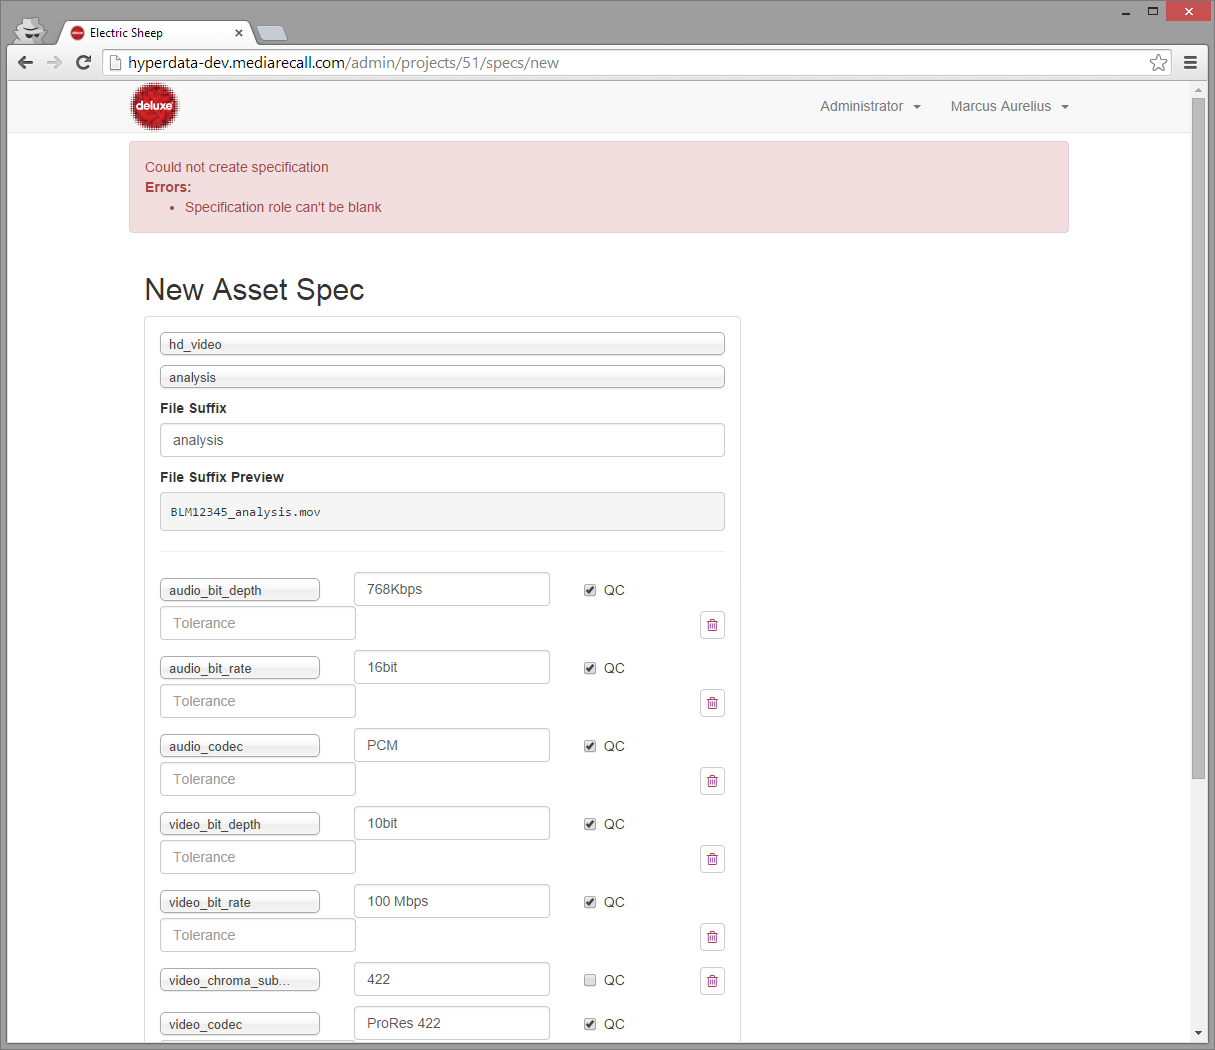 Electric Sheep
hyperdata-dev.mediarecall.com/admin/projects/51/specs/new
deluxe
Administrator
Marcus Aurelius
Could not create specification
Errors:
Specification role can't be blank
New Asset Spec
hd_video
analysis
File Suffix
analysis
File Suffix Preview
BLM12345_analysis.mov
audio_bit_depth 768Kbps QC
Tolerance
audio_bit_rate 16bit QC
Tolerance
audio_codec PCM QC
Tolerance
video_bit_depth 10bit QC
Tolerance
video_bit_rate 100 Mbps QC
Tolerance
video_chroma_sub... 422 QC
video_codec ProRes 422 QC